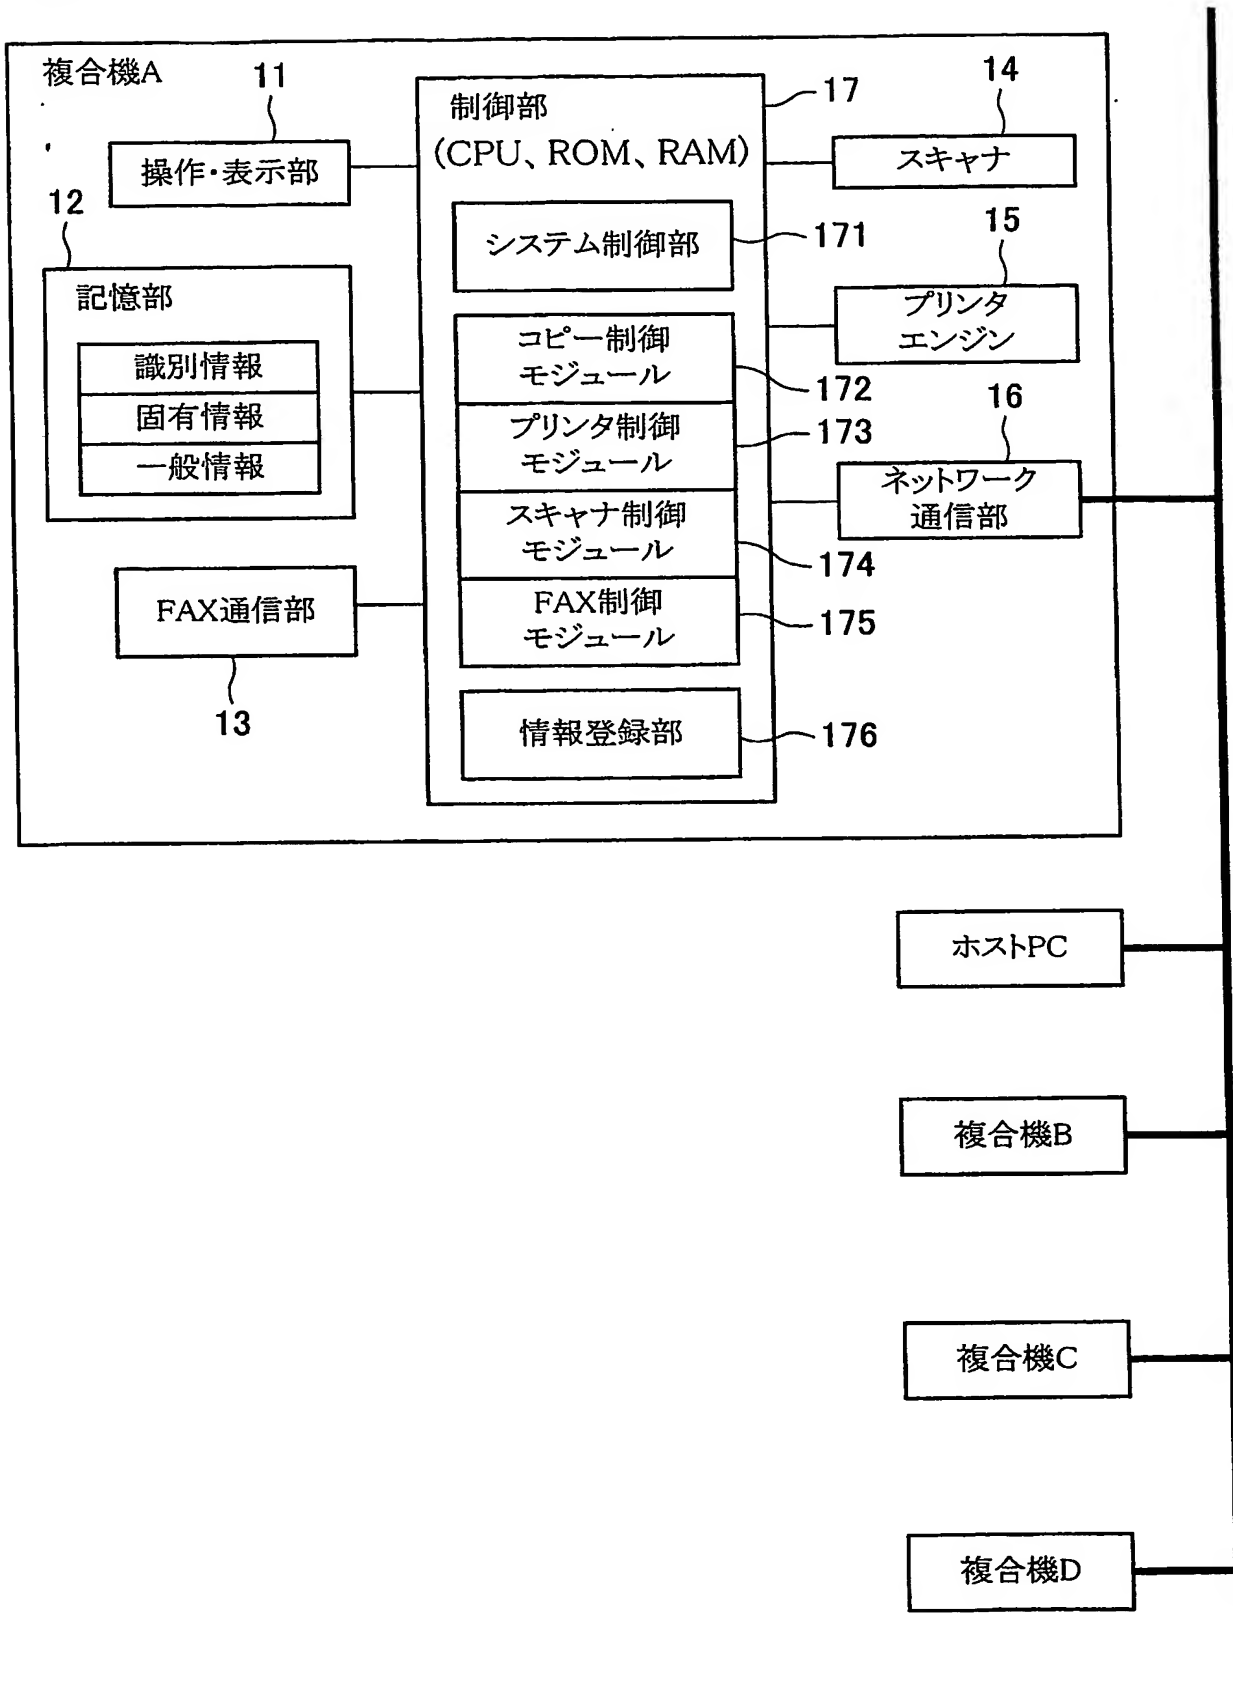 複合機A
11
操作・表示部
12
記憶部
識別情報
固有情報
一般情報
FAX通信部
13
制御部
(CPU、ROM、RAM)
17
システム制御部
171
コピー制御
モジュール
172
プリンタ制御
モジュール
173
スキャナ制御
モジュール
174
FAX制御
モジュール
175
情報登録部
176
14
スキャナ
15
プリンタ
エンジン
16
ネットワーク
通信部
ホストPC
複合機B
複合機C
複合機D